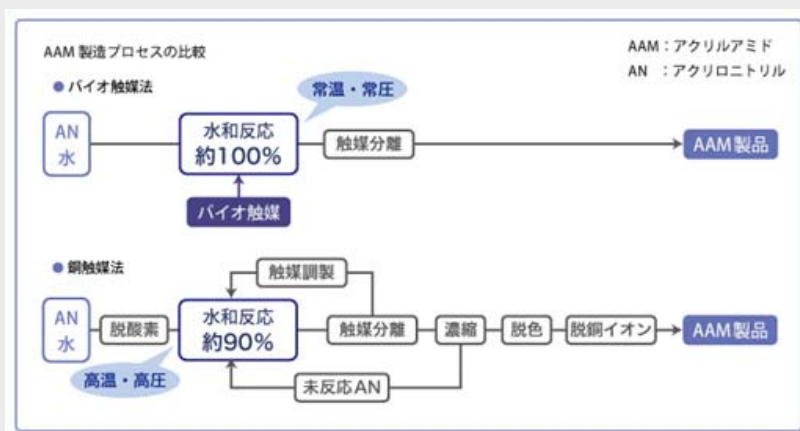 AAM 製造プロセスの比較
AAM：アクリルアミド
AN ：アクリロニトリル
● バイオ触媒法
常温・常圧
AN
水
水和反応
約100%
触媒分離
AAM製品
バイオ触媒
● 銅触媒法
触媒調製
AN
水
脱酸素
水和反応
約90%
触媒分離
濃縮
脱色
脱銅イオン
AAM製品
高温・高圧
未反応AN